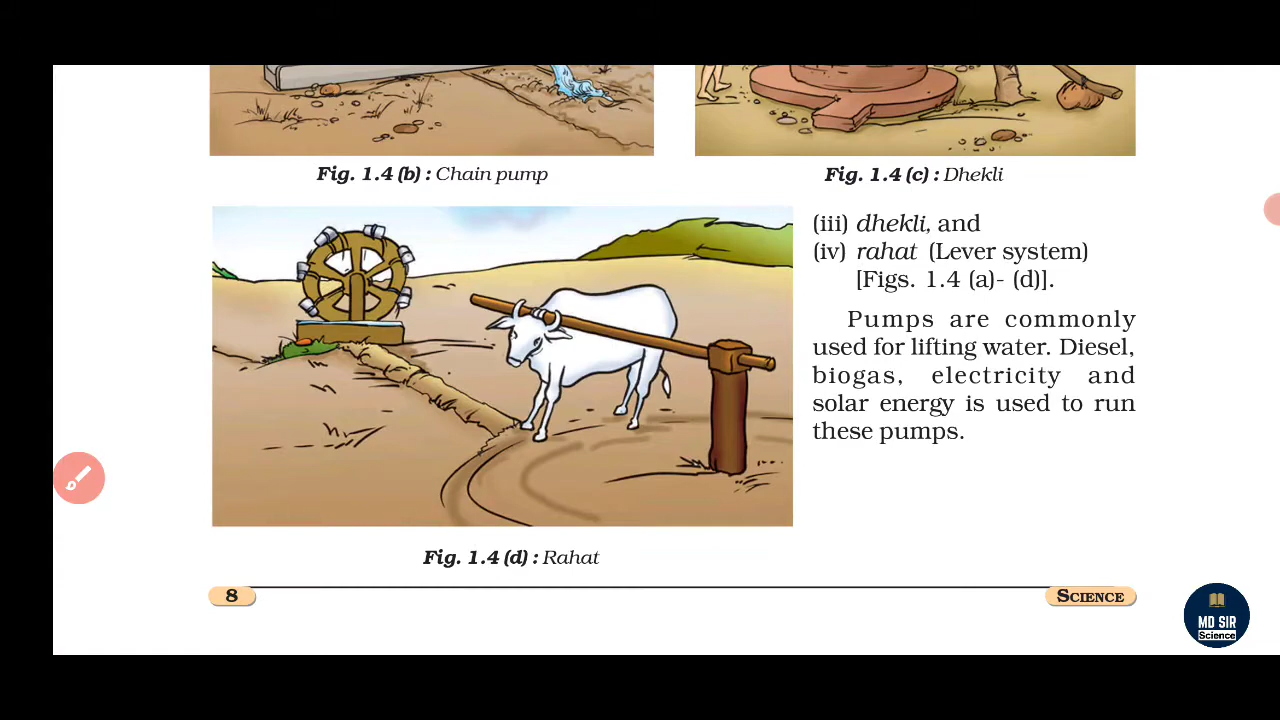 Fig. 1.4 (b) : Chain pump
Fig. 1.4 (c) : Dhekli
(iii) dhekli, and
(iv) rahat (Lever system)
[Figs. 1.4 (a)- (d)].
Pumps are commonly
used for lifting water. Diesel,
biogas, electricity and
solar energy is used to run
these pumps.
Fig. 1.4 (d) : Rahat
8
SCIENCE
MD SIR
Science